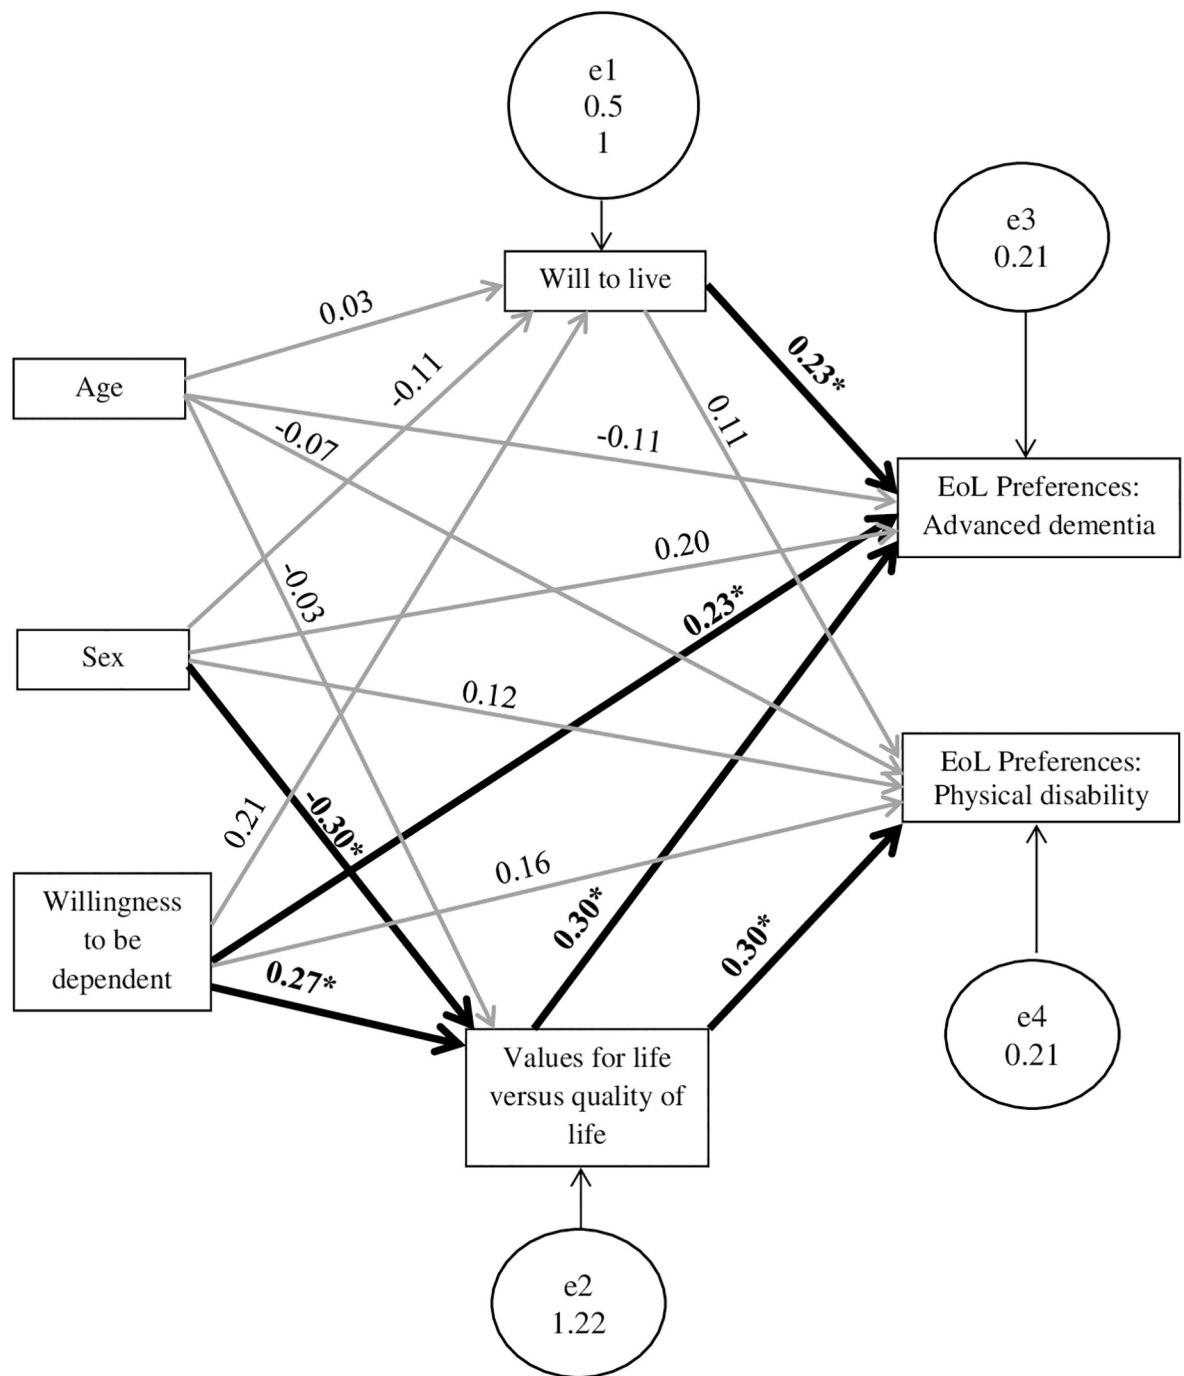 e1
0.5
1
e3
0.21
Will to live
0.03
Age
-0.11
0.23*
-0.07
-0.11
0.11
EoL Preferences:
Advanced dementia
-0.03
0.20
0.23*
Sex
0.12
EoL Preferences:
Physical disability
0.21
-0.30*
0.16
Willingness
to be
dependent
0.27*
0.30*
0.30*
e4
0.21
Values for life
versus quality of
life
e2
1.22